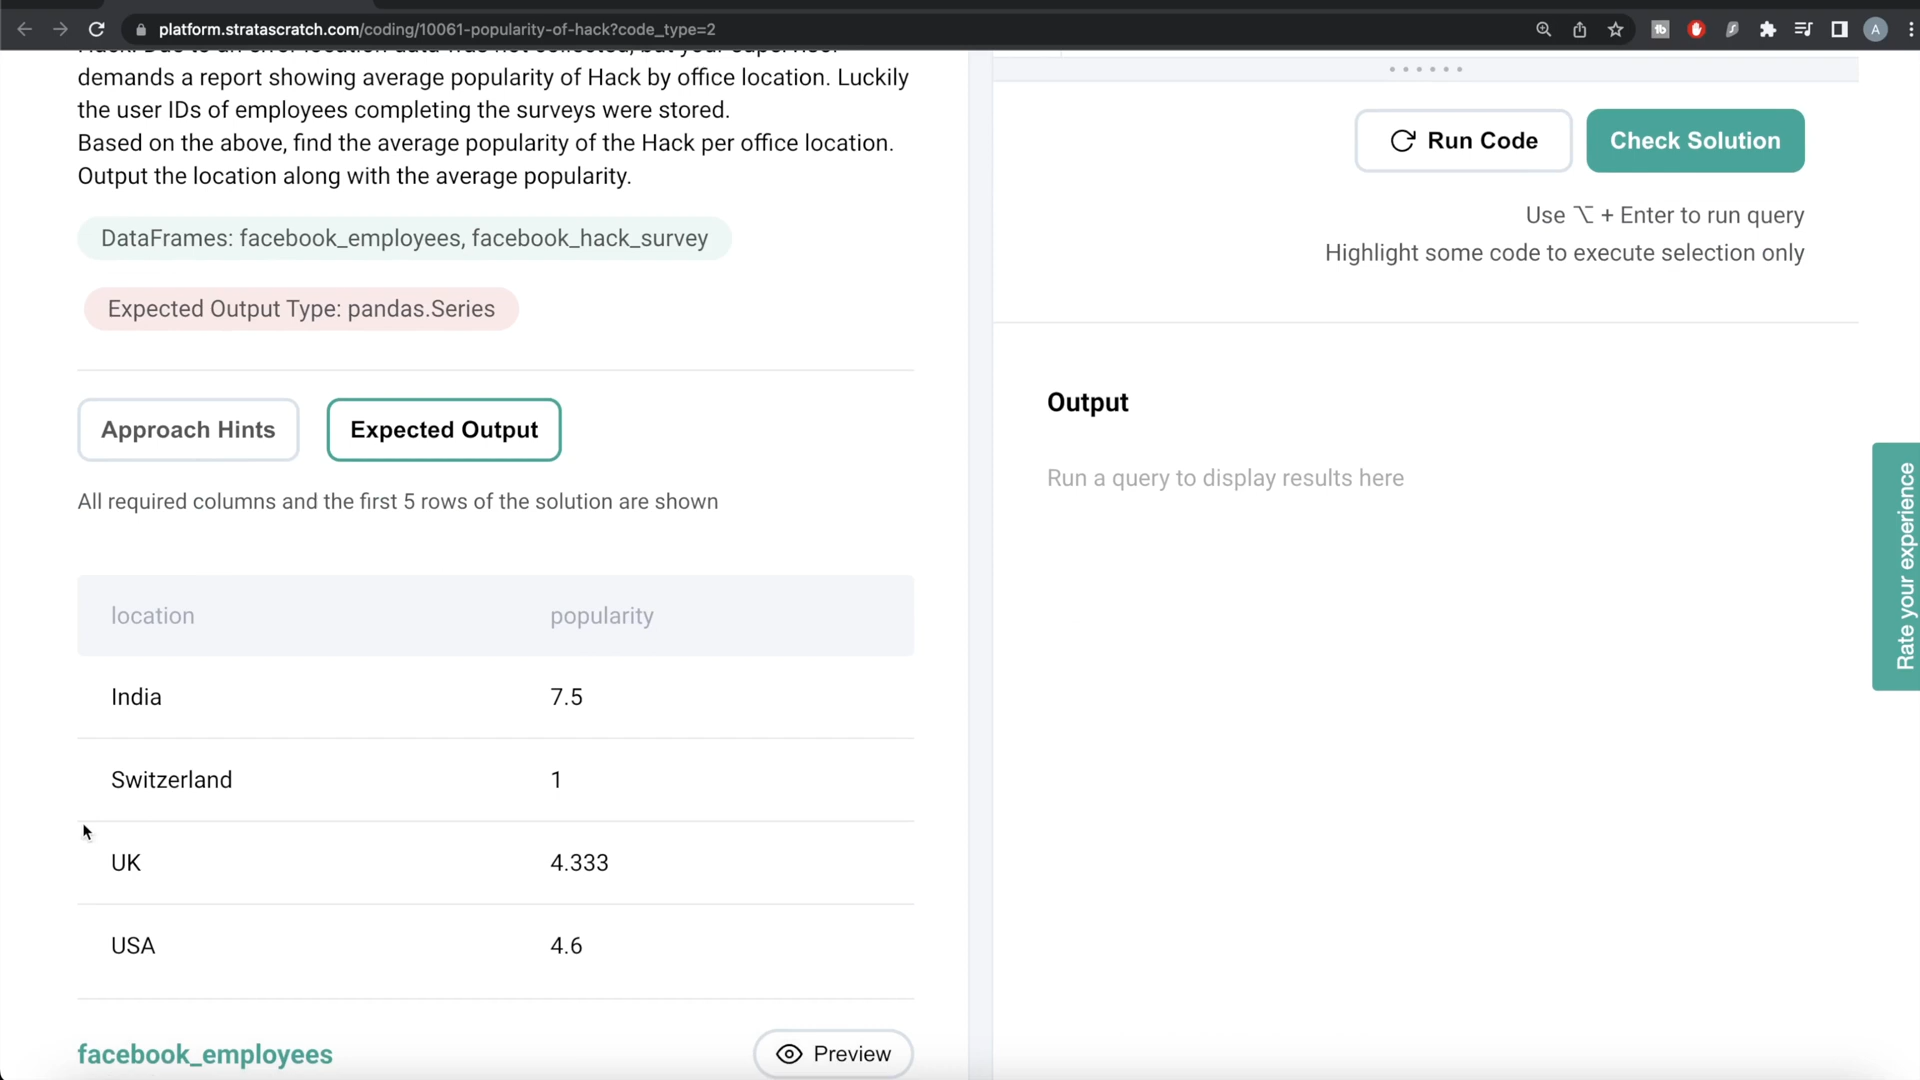 platform.stratascratch.com/coding/10061-popularity-of-hack?code_type=2
A
demands a report showing average popularity of Hack by office location. Luckily
the user IDs of employees completing the surveys were stored.
Based on the above, find the average popularity of the Hack per office location.
Output the location along with the average popularity.
DataFrames: facebook_employees, facebook_hack_survey
Expected Output Type: pandas.Series
Approach Hints
Expected Output
All required columns and the first 5 rows of the solution are shown
location popularity
India 7.5
Switzerland 1
UK 4.333
USA 4.6
facebook_employees
Preview
Run Code
Check Solution
Use ⌥ + Enter to run query
Highlight some code to execute selection only
Output
Run a query to display results here
Rate your experience